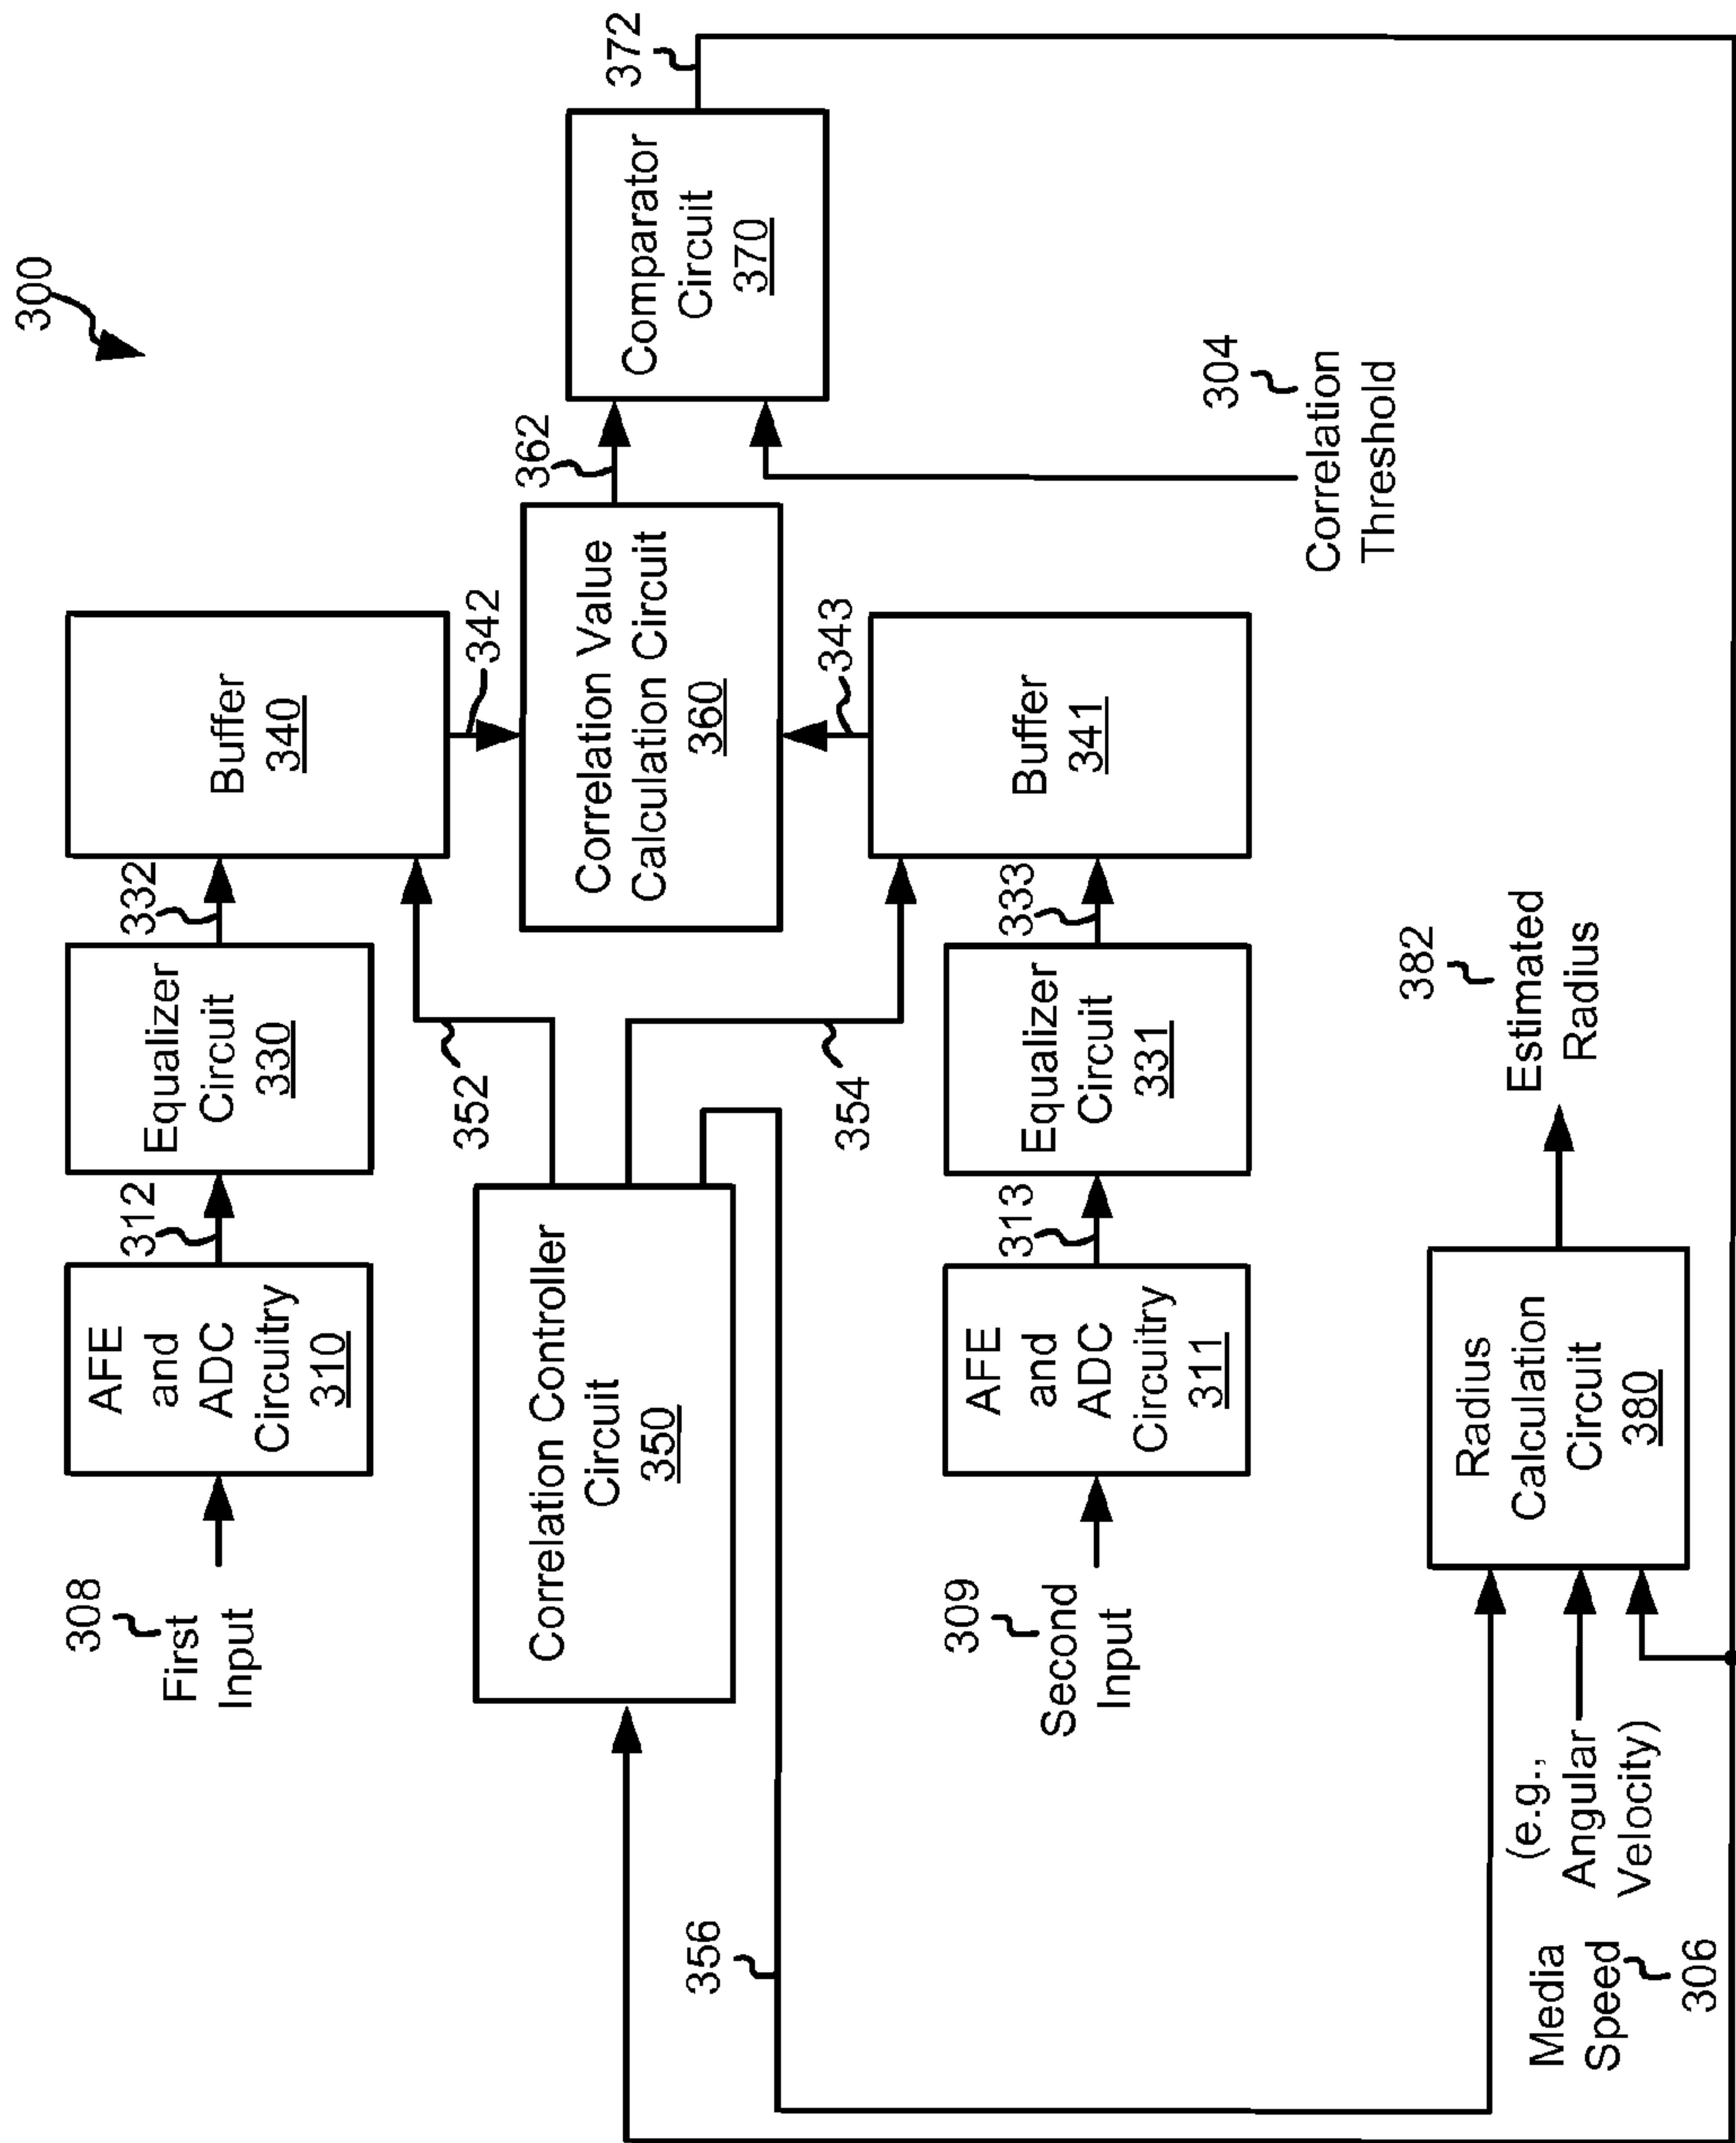 300
308
First
Input
AFE
and
ADC
Circuitry
310
312
Equalizer
Circuit
330
332
Buffer
340
342
352
Correlation Controller
Circuit
350
354
356
Correlation Value
Calculation Circuit
360
362
Comparator
Circuit
370
372
343
304
Correlation
Threshold
309
Second
Input
AFE
and
ADC
Circuitry
311
313
Equalizer
Circuit
331
333
Buffer
341
Media
Speed
306
(e.g.,
Angular
Velocity)
Radius
Calculation
Circuit
380
382
Estimated
Radius